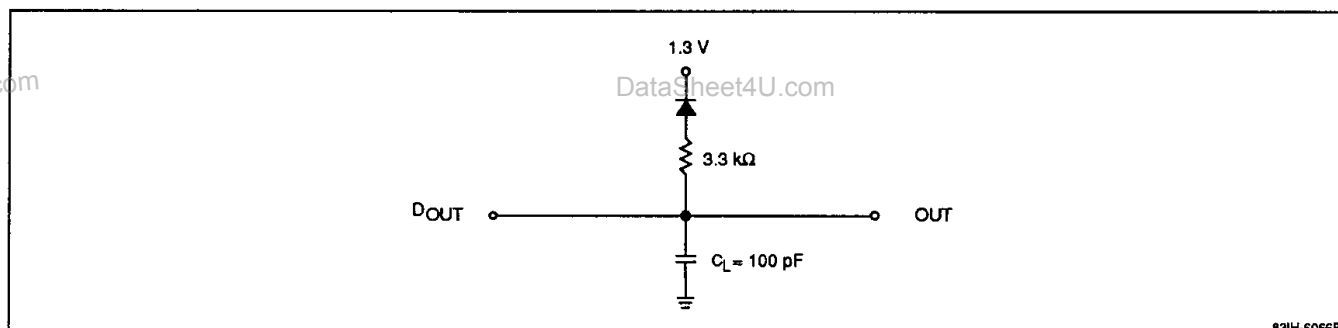 1.3 V
com
DataSheet4U.com
3.3 kΩ
DOUT
OUT
CL= 100 pF